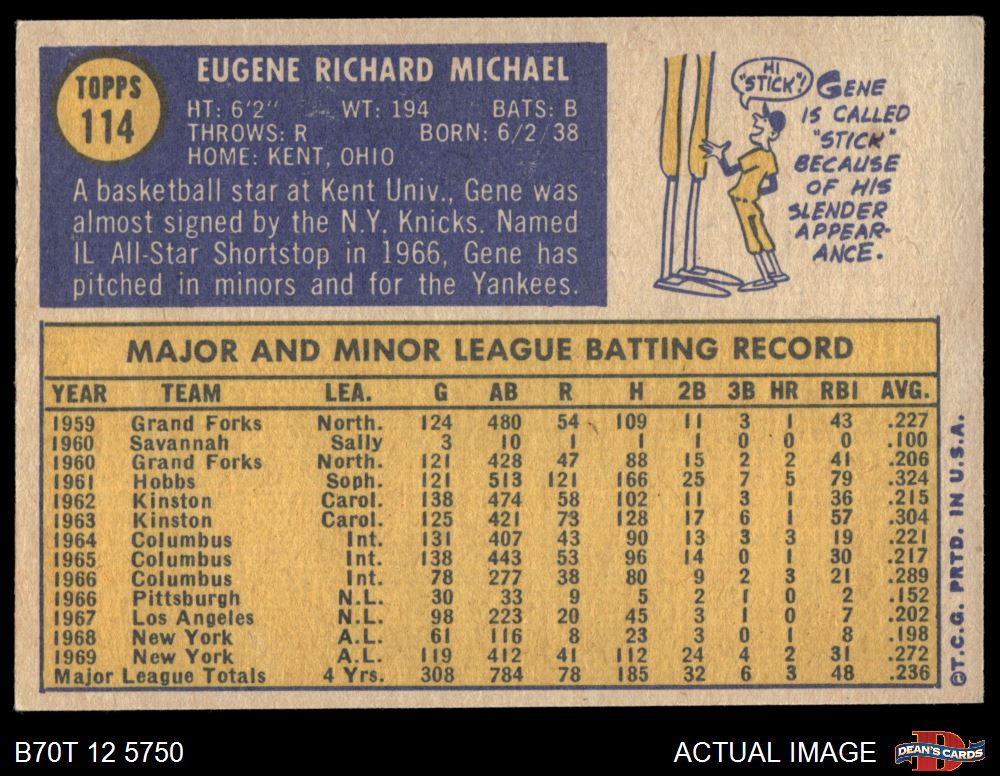 TOPPS
114
EUGENE RICHARD MICHAEL
HT: 6'2" WT: 194 BATS: B
THROWS: R BORN: 6/2/38
HOME: KENT, OHIO
A basketball star at Kent Univ., Gene was
almost signed by the N.Y. Knicks. Named
IL All-Star Shortstop in 1966, Gene has
pitched in minors and for the Yankees.
HI
"STICK"!
GENE
IS CALLED
"STICK"
BECAUSE
OF HIS
SLENDER
APPEAR-
ANCE.
MAJOR AND MINOR LEAGUE BATTING RECORD
YEAR TEAM LEA. G AB R H 2B 3B HR RBI AVG.
1959 Grand Forks North. 124 480 54 109 11 3 1 43 .227
1960 Savannah Sally 3 10 1 1 1 0 0 0 .100
1960 Grand Forks North. 121 428 47 88 15 2 2 41 .206
1961 Hobbs Soph. 121 513 121 166 25 7 5 79 .324
1962 Kinston Carol. 138 474 58 102 11 3 1 36 .215
1963 Kinston Carol. 125 421 73 128 17 6 1 57 .304
1964 Columbus Int. 131 407 43 90 13 3 3 19 .221
1965 Columbus Int. 138 443 53 96 14 0 1 30 .217
1966 Columbus Int. 78 277 38 80 9 2 3 21 .289
1966 Pittsburgh N.L. 30 33 9 5 2 1 0 2 .152
1967 Los Angeles N.L. 98 223 20 45 3 1 0 7 .202
1968 New York A.L. 61 116 8 23 3 0 1 8 .198
1969 New York A.L. 119 412 41 112 24 4 2 31 .272
Major League Totals 4 Yrs. 308 784 78 185 32 6 3 48 .236
©T.C.G. PRTD. IN U.S.A.
B70T 12 5750
ACTUAL IMAGE
D
DEAN'S CARDS